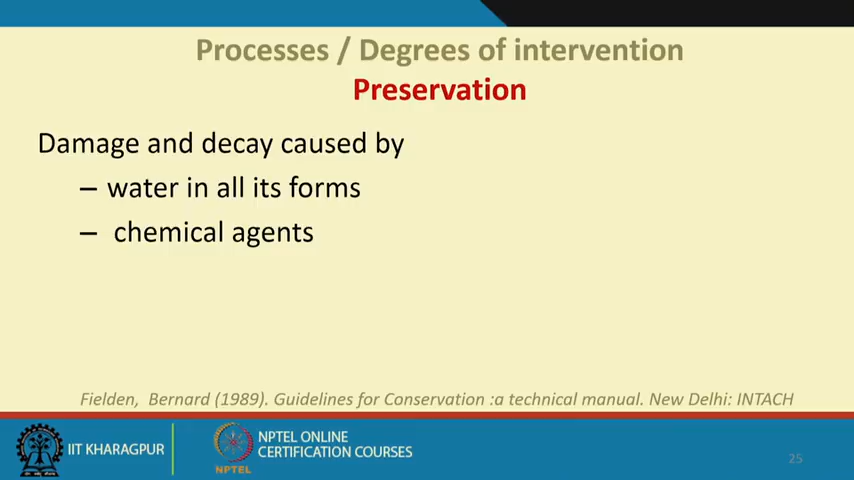 Processes / Degrees of intervention
Preservation
Damage and decay caused by
– water in all its forms
– chemical agents
Fielden, Bernard (1989). Guidelines for Conservation :a technical manual. New Delhi: INTACH
IIT KHARAGPUR
NPTEL
NPTEL ONLINE
CERTIFICATION COURSES
25